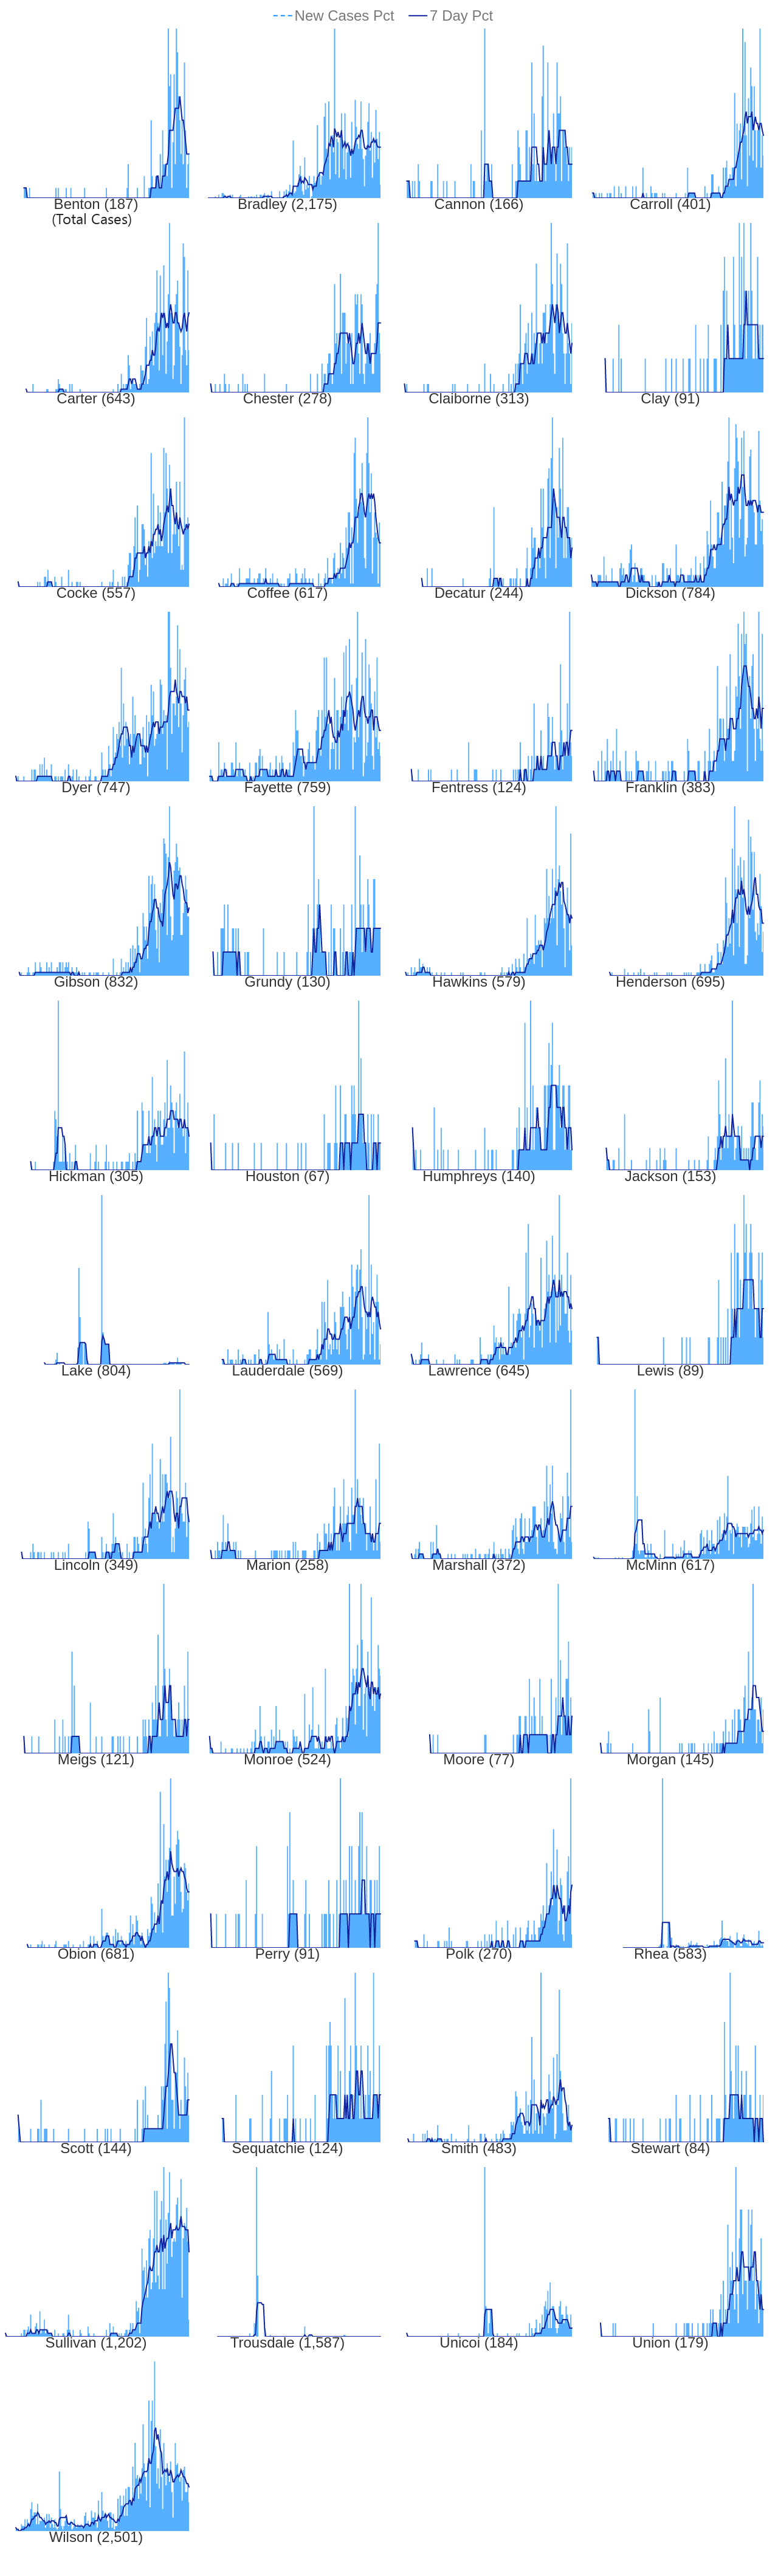 New Cases Pct 7 Day Pct
Benton (187) Bradley (2,175) Cannon (166) Carroll (401)
(Total Cases)
Carter (643) Chester (278) Claiborne (313) Clay (91)
Cocke (557) Coffee (617) Decatur (244) Dickson (784)
Dyer (747) Fayette (759) Fentress (124) Franklin (383)
Gibson (832) Grundy (130) Hawkins (579) Henderson (695)
Hickman (305) Houston (67) Humphreys (140) Jackson (153)
Lake (804) Lauderdale (569) Lawrence (645) Lewis (89)
Lincoln (349) Marion (258) Marshall (372) McMinn (617)
Meigs (121) Monroe (524) Moore (77) Morgan (145)
Obion (681) Perry (91) Polk (270) Rhea (583)
Scott (144) Sequatchie (124) Smith (483) Stewart (84)
Sullivan (1,202) Trousdale (1,587) Unicoi (184) Union (179)
Wilson (2,501)